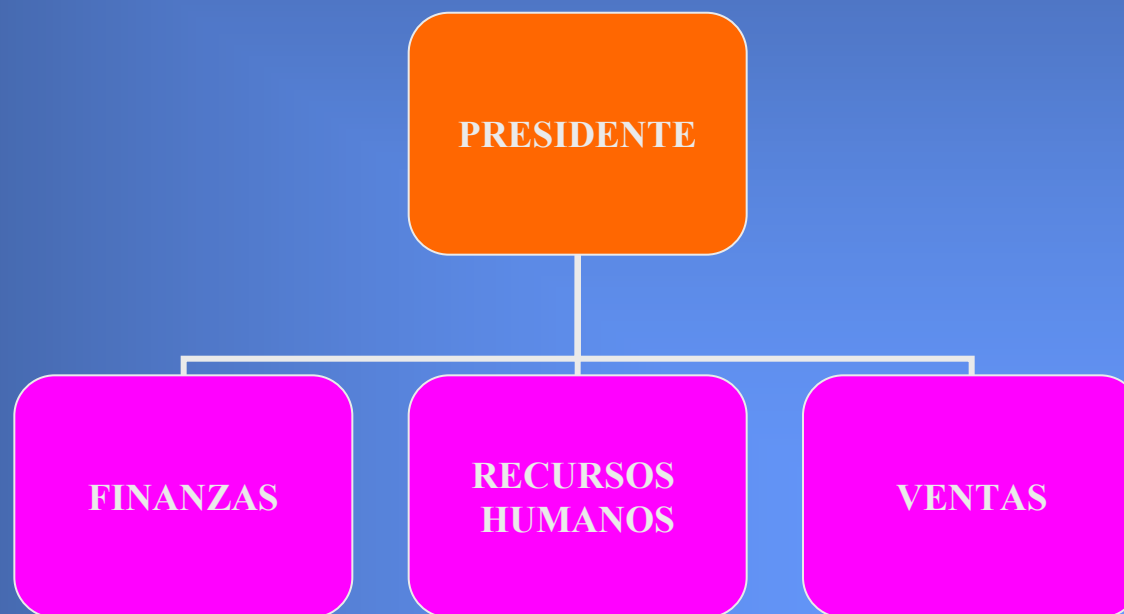 PRESIDENTE
FINANZAS
RECURSOS
HUMANOS
VENTAS